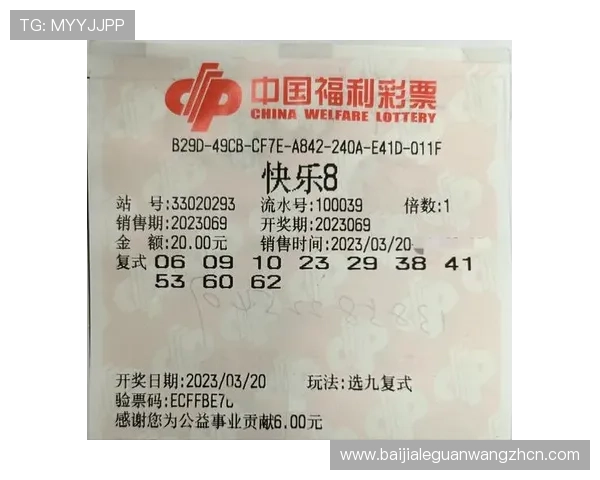 TG: MYYJJPP
中国福利彩票
CHINA WELFARE LOTTERY
B29D-49CB-CF7E-A842-240A-E41D-011F
快乐8
站 号:33020293 流水号:100039 倍数:1
销售期:2023069 开奖期:2023069
金 额:20.00元 销售时间:2023/03/20
复式 06 09 10 23 29 38 41
53 60 62
开奖日期:2023/03/20 玩法:选九复式
验票码:ECFFBE7
感谢您为公益事业贡献6.00元
www.baijialeguanwangzhcn.com